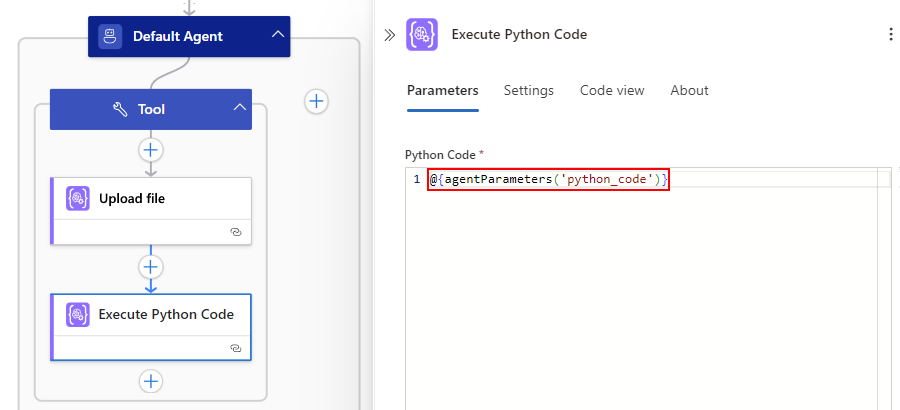 Default Agent
Tool
Upload file
Execute Python Code
Execute Python Code
Parameters
Settings
Code view
About
Python Code *
1 @{agentParameters('python_code')}